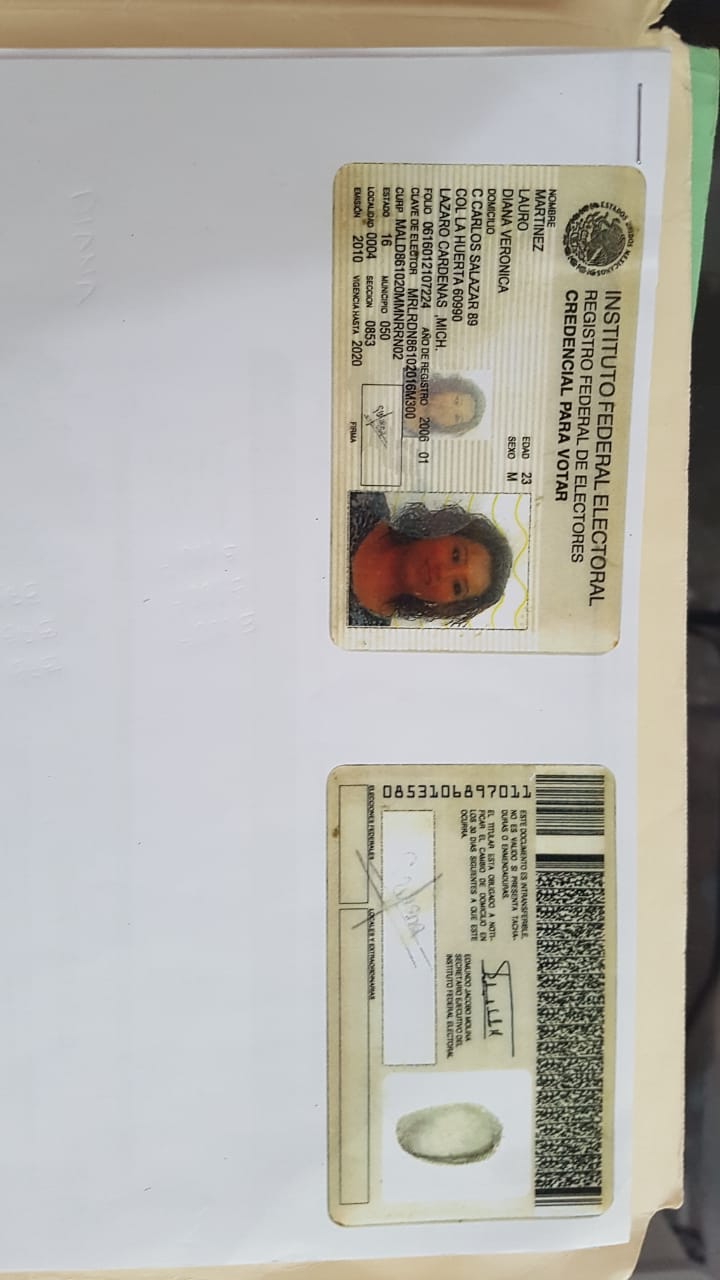 ESTADOS UNIDOS MEXICANOS
INSTITUTO FEDERAL ELECTORAL
REGISTRO FEDERAL DE ELECTORES
CREDENCIAL PARA VOTAR
NOMBRE
MARTINEZ
LAURO
DIANA VERONICA
EDAD 23
SEXO M
DOMICILIO
C CARLOS SALAZAR 89
COL LA HUERTA 60990
LAZARO CARDENAS ,MICH.
FOLIO 0616012107224 AÑO DE REGISTRO 2006 01
CLAVE DE ELECTOR MRLRDN86102016M300
CURP MALD861020MMNRRN02
ESTADO 16 MUNICIPIO 050
LOCALIDAD 0004 SECCION 0853
EMISIÓN 2010 VIGENCIA HASTA 2020
FIRMA
0853106897011
ESTE DOCUMENTO ES INTRANSFERIBLE.
NO ES VALIDO SI PRESENTA TACHA-
DURAS O ENMENDADURAS.
EL TITULAR ESTA OBLIGADO A NOTI-
FICAR EL CAMBIO DE DOMICILIO EN
LOS 30 DIAS SIGUIENTES A QUE ESTE
OCURRA.
EDMUNDO JACOBO MOLINA
SECRETARIO EJECUTIVO DEL
INSTITUTO FEDERAL ELECTORAL
ELECCIONES FEDERALES
LOCALES Y EXTRAORDINARIAS